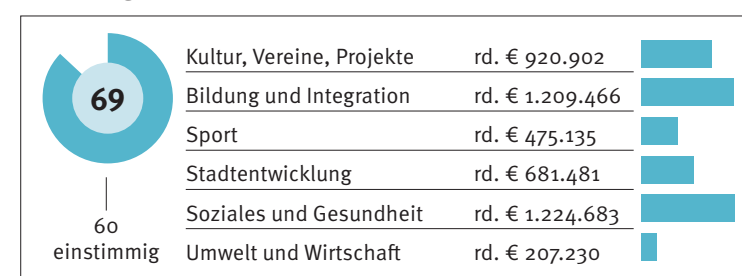 69
60
einstimmig
Kultur, Vereine, Projekte rd. € 920.902
Bildung und Integration rd. € 1.209.466
Sport rd. € 475.135
Stadtentwicklung rd. € 681.481
Soziales und Gesundheit rd. € 1.224.683
Umwelt und Wirtschaft rd. € 207.230